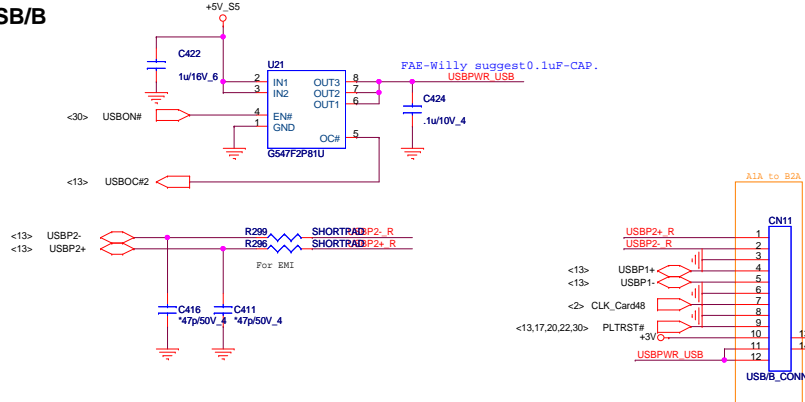 SB/B
+5V_S5
C422
1u/16V_6
U21
2 IN1 OUT3 8
3 IN2 OUT2 7
OUT1 6
4 EN#
1 GND
OC# 5
G547F2P81U
FAE-Willy suggest0.1uF-CAP.
USBPWR_USB
C424
.1u/10V_4
<30> USBON#
<13> USBOC#2
<13> USBP2-
<13> USBP2+
R299 SHORTPAD USBP2-_R
R296 SHORTPAD USBP2+_R
For EMI
C416
*47p/50V_4
C411
*47p/50V_4
A1A to B2A
CN11
USBP2+_R 1
USBP2-_R 2
3
<13> USBP1+ 4
<13> USBP1- 5
6
<2> CLK_Card48 7
8
<13,17,20,22,30> PLTRST# 9
+3V 10
11
USBPWR_USB 12
USB/B_CONN